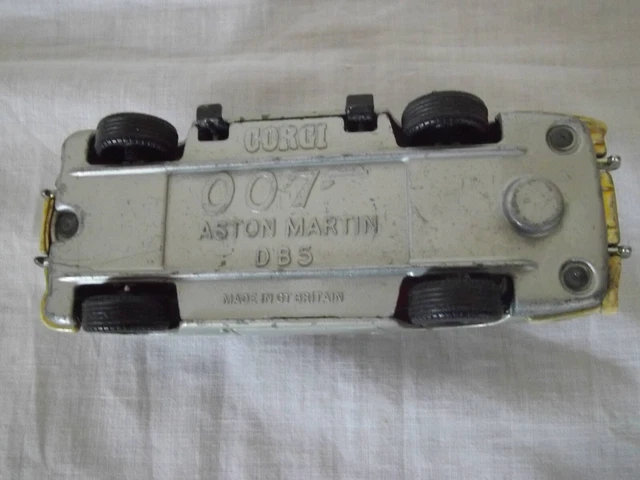 CORGI
007
ASTON MARTIN
DB5
MADE IN GT BRITAIN